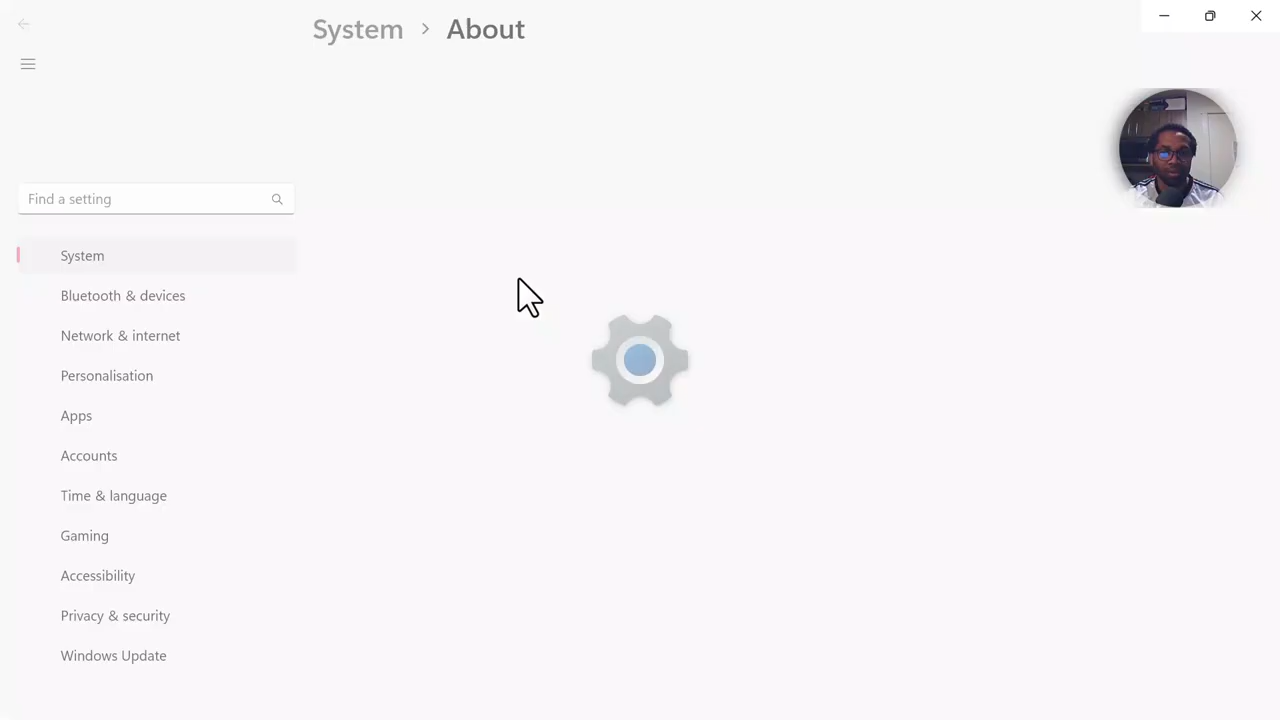 System > About
Find a setting
System
Bluetooth & devices
Network & internet
Personalisation
Apps
Accounts
Time & language
Gaming
Accessibility
Privacy & security
Windows Update